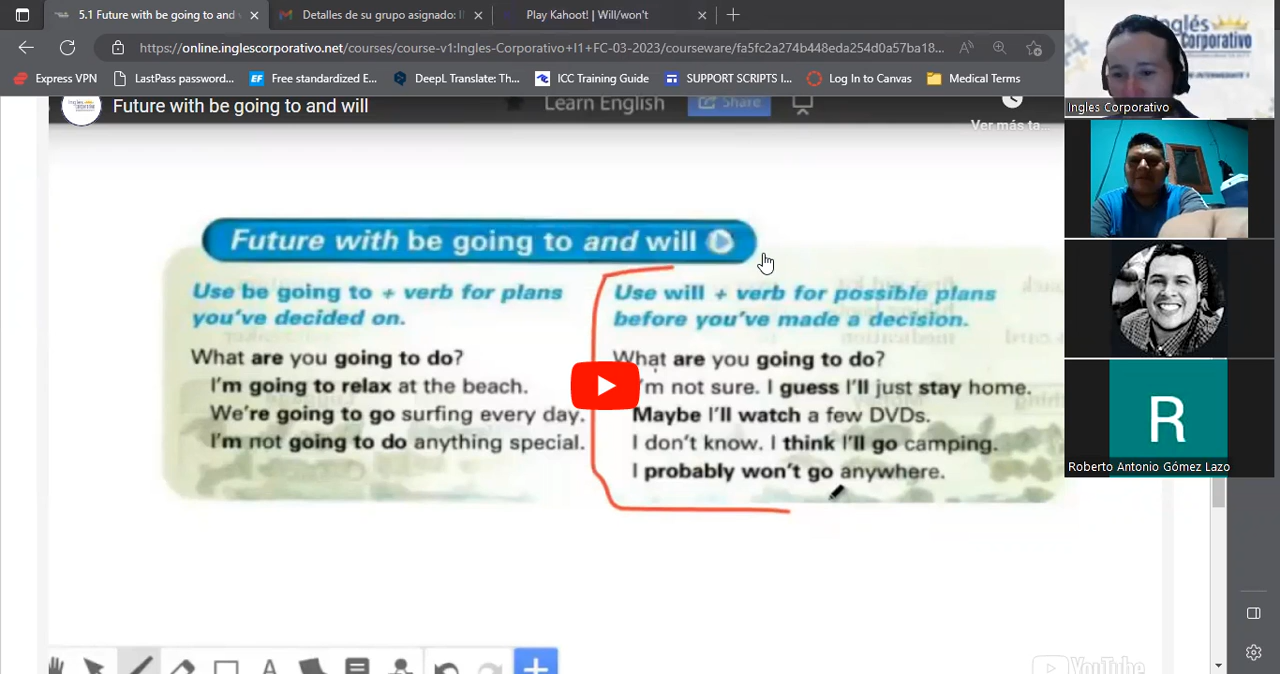 5.1 Future with be going to and
Detalles de su grupo asignado: I
Play Kahoot! | Will/won't
https://online.inglescorporativo.net/courses/course-v1:Ingles-Corporativo+I1+FC-03-2023/courseware/fa5fc2a274b448eda254d0a57ba18...
Express VPN
LastPass password...
EF Free standardized E...
DeepL Translate: Th...
ICC Training Guide
SUPPORT SCRIPTS I...
Log In to Canvas
Medical Terms
Future with be going to and will
Learn English
Share
Ver más ta...
Future with be going to and will
Use be going to + verb for plans
you've decided on.
What are you going to do?
I'm going to relax at the beach.
We're going to go surfing every day.
I'm not going to do anything special.
Use will + verb for possible plans
before you've made a decision.
What are you going to do?
I'm not sure. I guess I'll just stay home.
Maybe I'll watch a few DVDs.
I don't know. I think I'll go camping.
I probably won't go anywhere.
YouTube
Inglés
Corporativo
Ingles Corporativo
R
Roberto Antonio Gómez Lazo